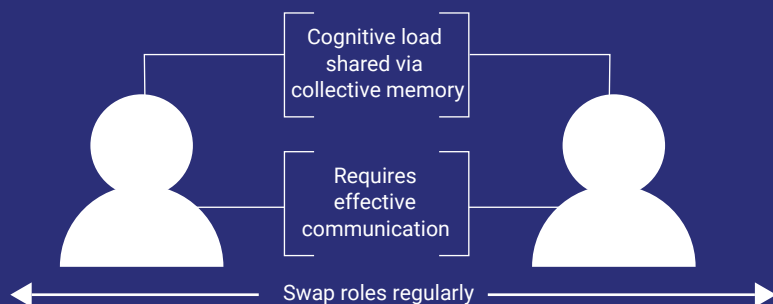 Cognitive load
shared via
collective memory
Requires
effective
communication
Swap roles regularly